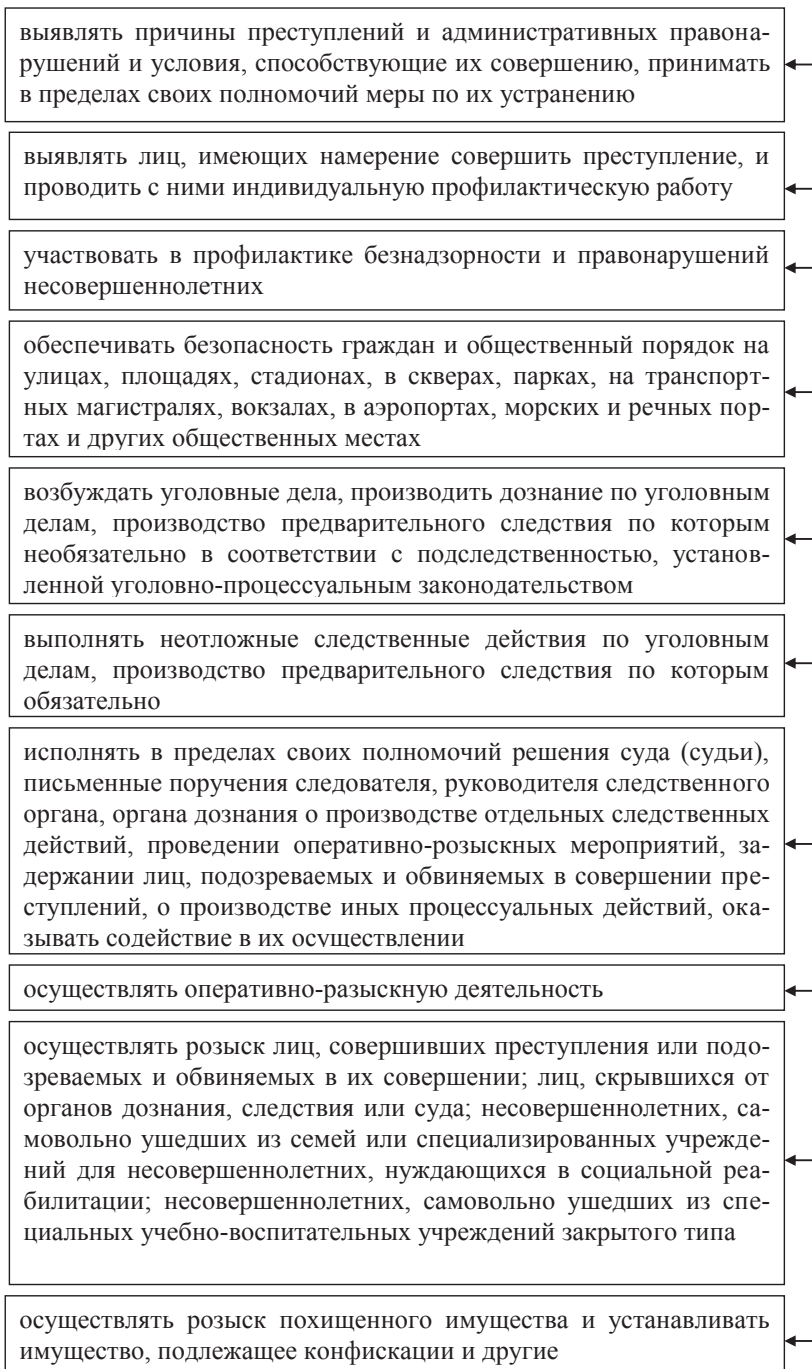 выявлять причины преступлений и административных правона-
рушений и условия, способствующие их совершению, принимать
в пределах своих полномочий меры по их устранению
выявлять лиц, имеющих намерение совершить преступление, и
проводить с ними индивидуальную профилактическую работу
участвовать в профилактике безнадзорности и правонарушений
несовершеннолетних
обеспечивать безопасность граждан и общественный порядок на
улицах, площадях, стадионах, в скверах, парках, на транспорт-
ных магистралях, вокзалах, в аэропортах, морских и речных пор-
тах и других общественных местах
возбуждать уголовные дела, производить дознание по уголовным
делам, производство предварительного следствия по которым
необязательно в соответствии с подследственностью, установ-
ленной уголовно-процессуальным законодательством
выполнять неотложные следственные действия по уголовным
делам, производство предварительного следствия по которым
обязательно
исполнять в пределах своих полномочий решения суда (судьи),
письменные поручения следователя, руководителя следственного
органа, органа дознания о производстве отдельных следственных
действий, проведении оперативно-розыскных мероприятий, за-
держании лиц, подозреваемых и обвиняемых в совершении пре-
ступлений, о производстве иных процессуальных действий, ока-
зывать содействие в их осуществлении
осуществлять оперативно-разыскную деятельность
осуществлять розыск лиц, совершивших преступления или подо-
зреваемых и обвиняемых в их совершении; лиц, скрывшихся от
органов дознания, следствия или суда; несовершеннолетних, са-
мовольно ушедших из семей или специализированных учрежде-
ний для несовершеннолетних, нуждающихся в социальной реа-
билитации; несовершеннолетних, самовольно ушедших из спе-
циальных учебно-воспитательных учреждений закрытого типа
осуществлять розыск похищенного имущества и устанавливать
имущество, подлежащее конфискации и другие